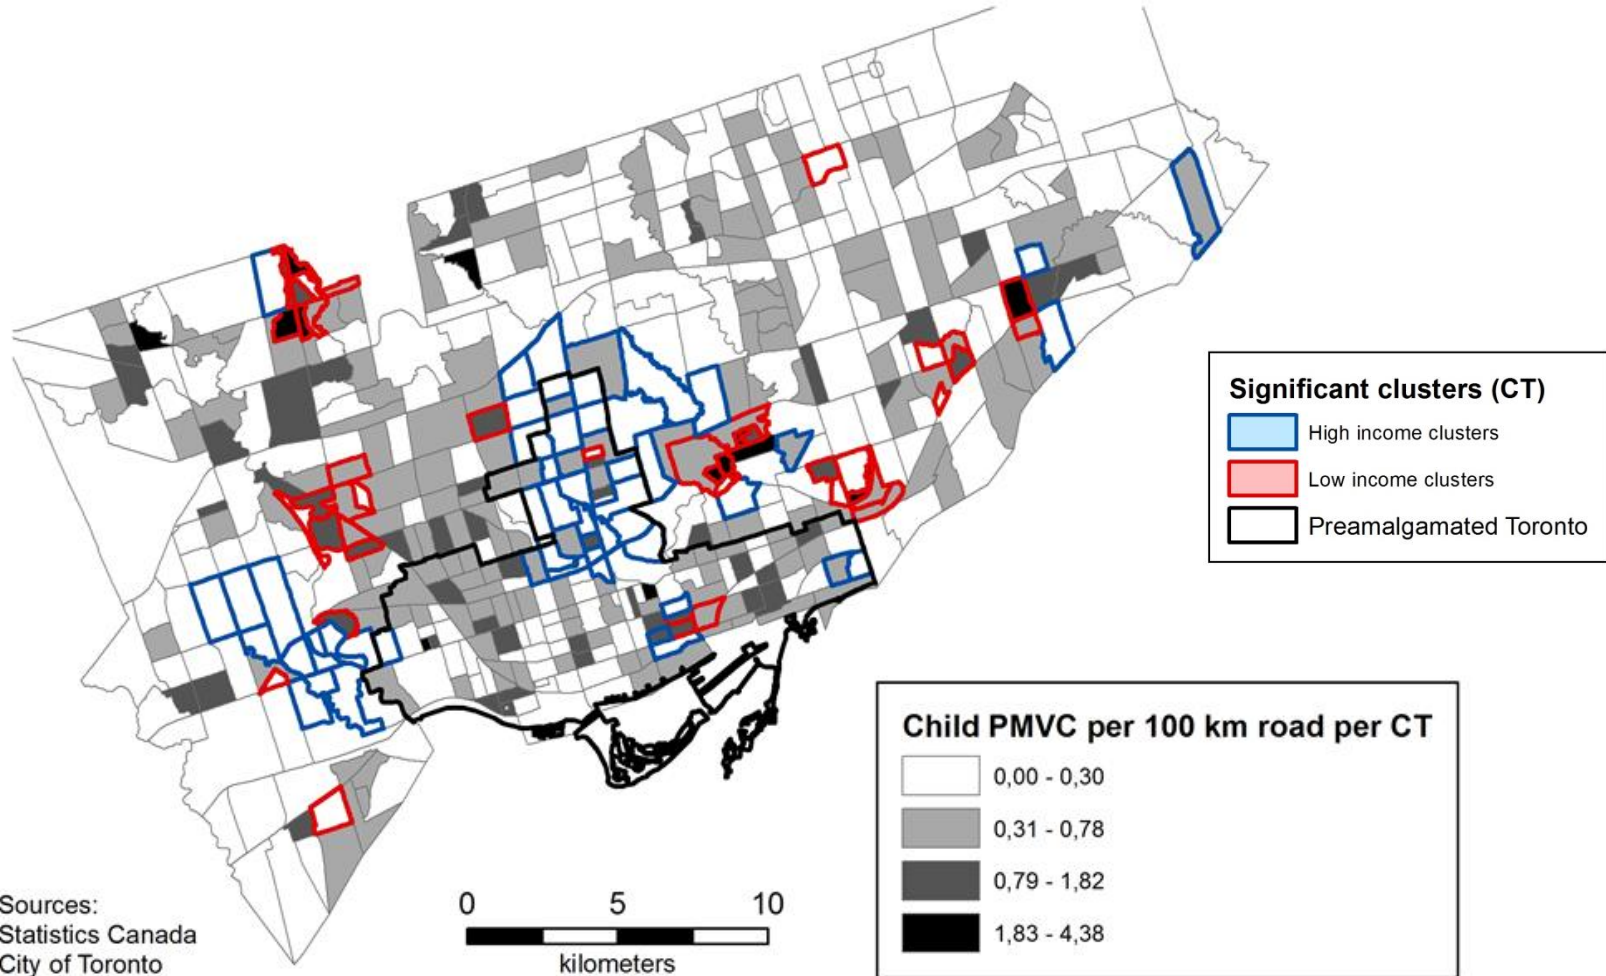 Significant clusters (CT)
High income clusters
Low income clusters
Preamalgamated Toronto
Child PMVC per 100 km road per CT
0,00 - 0,30
0,31 - 0,78
0,79 - 1,82
1,83 - 4,38
Sources:
Statistics Canada
City of Toronto
0 5 10
kilometers